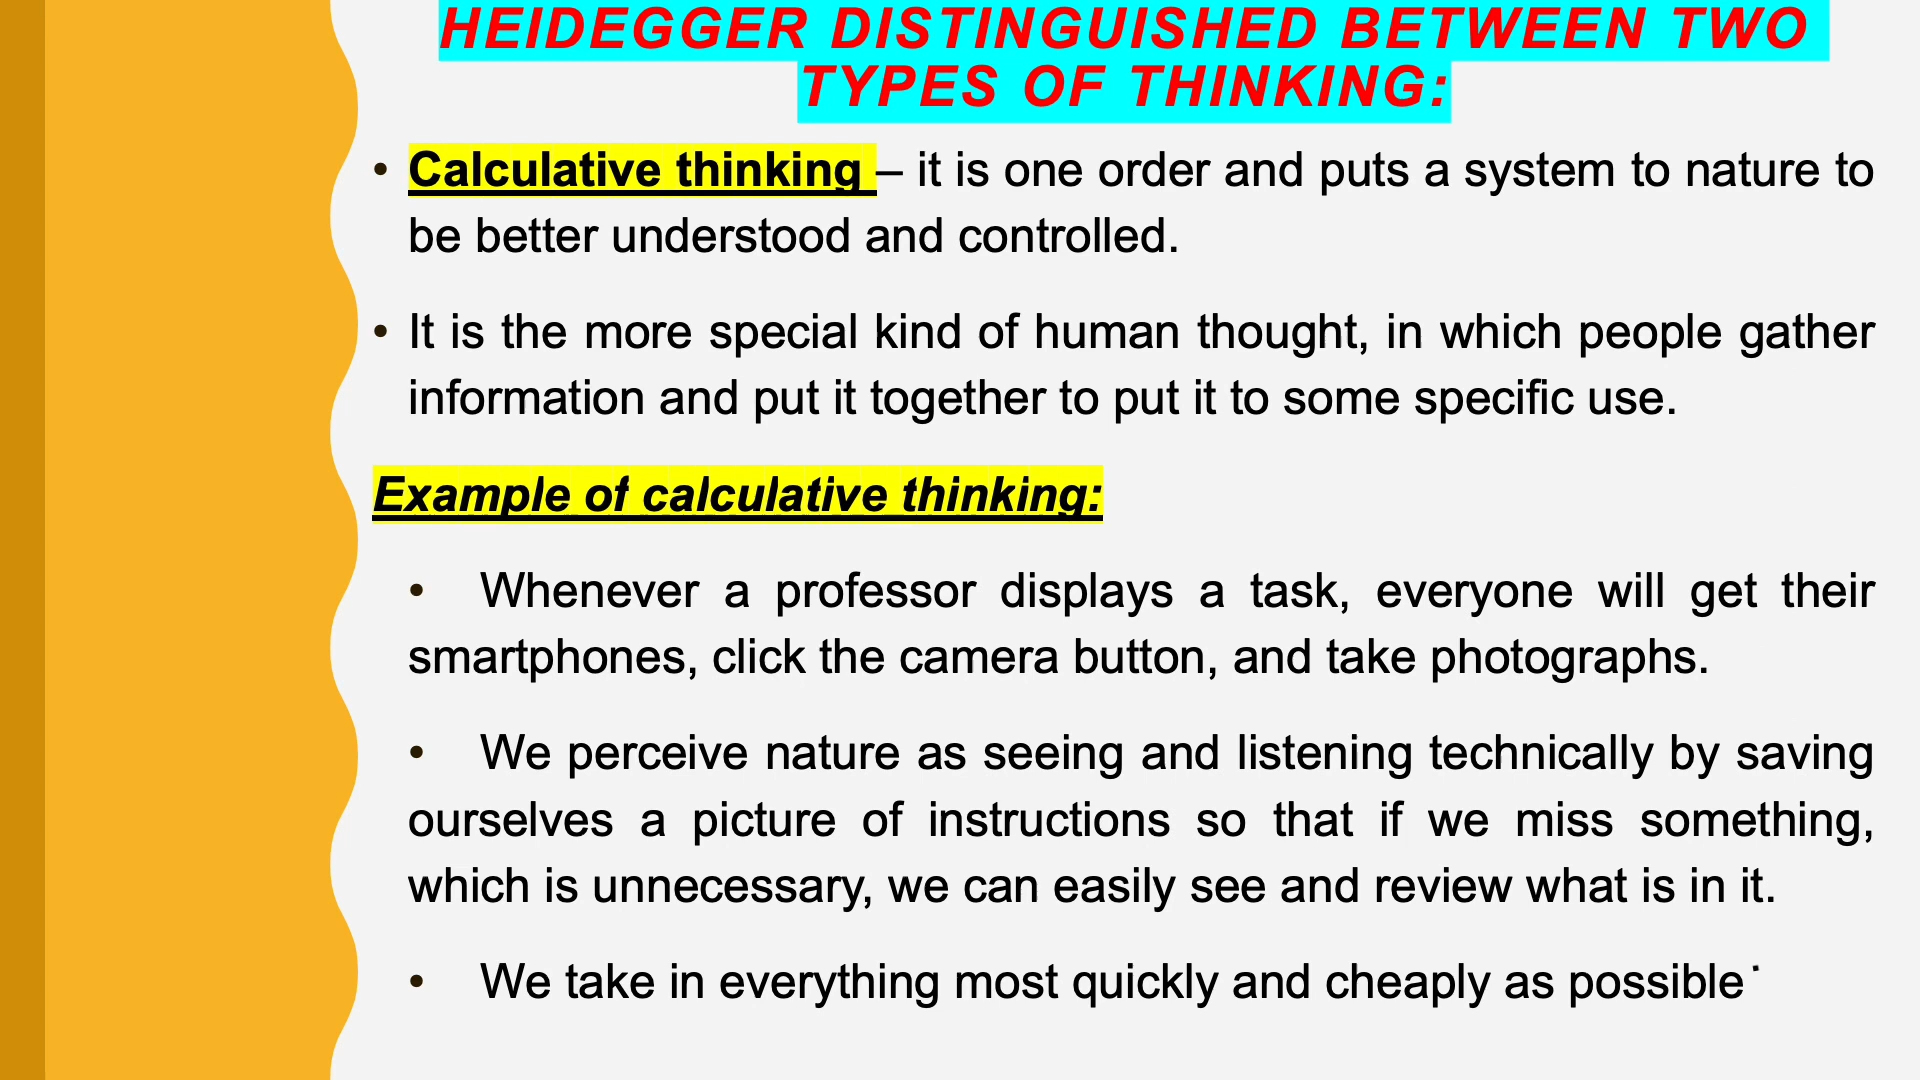 HEIDEGGER DISTINGUISHED BETWEEN TWO
TYPES OF THINKING:
• Calculative thinking – it is one order and puts a system to nature to
be better understood and controlled.
• It is the more special kind of human thought, in which people gather
information and put it together to put it to some specific use.
Example of calculative thinking:
• Whenever a professor displays a task, everyone will get their
smartphones, click the camera button, and take photographs.
• We perceive nature as seeing and listening technically by saving
ourselves a picture of instructions so that if we miss something,
which is unnecessary, we can easily see and review what is in it.
• We take in everything most quickly and cheaply as possible.